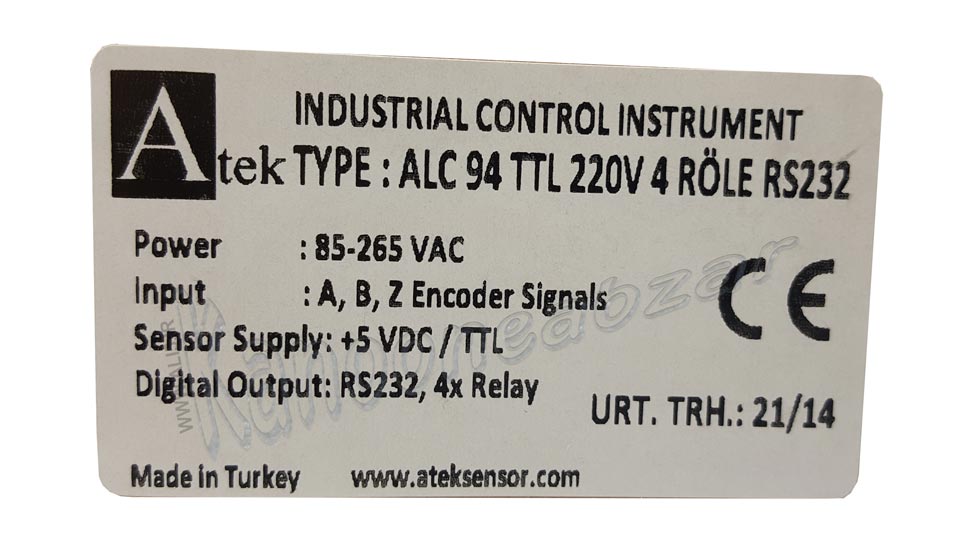 Atek
INDUSTRIAL CONTROL INSTRUMENT
TYPE : ALC 94 TTL 220V 4 RÖLE RS232
Power : 85-265 VAC
Input : A, B, Z Encoder Signals
Sensor Supply: +5 VDC / TTL
Digital Output: RS232, 4x Relay
CE
URT. TRH.: 21/14
Made in Turkey www.ateksensor.com
Kanooneabzar